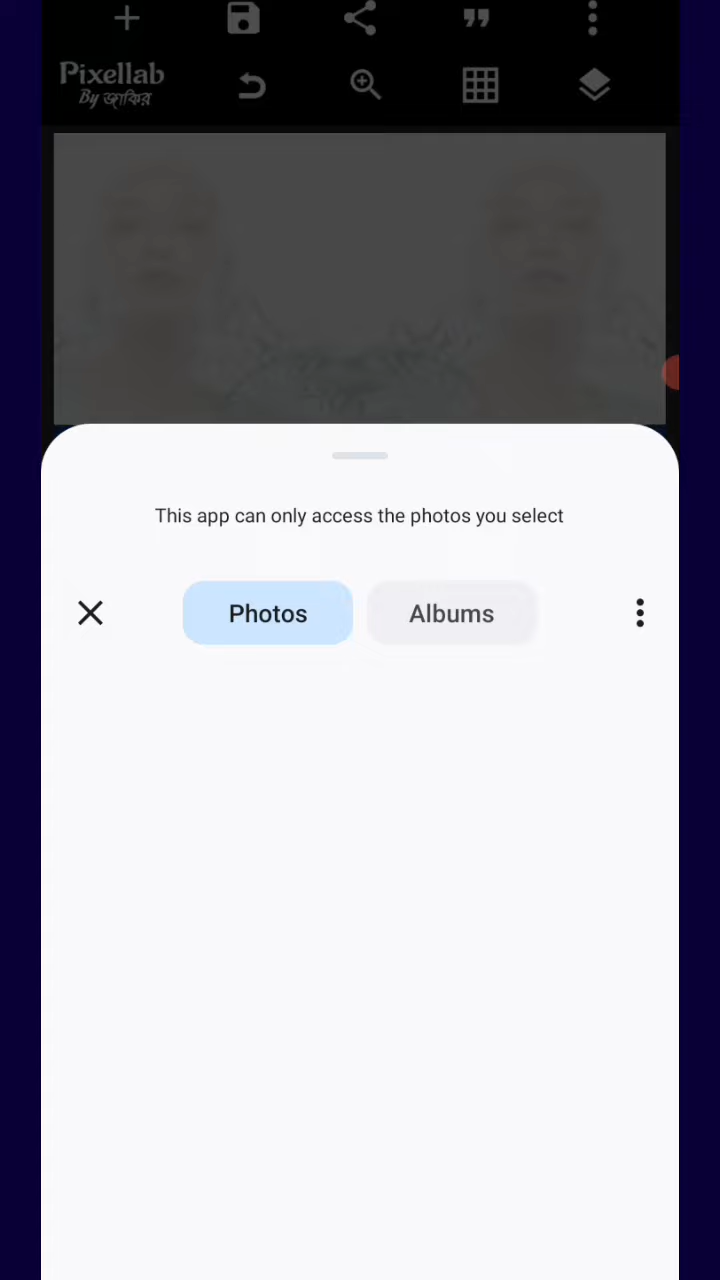 Pixellab
By জাকির
This app can only access the photos you select
Photos
Albums